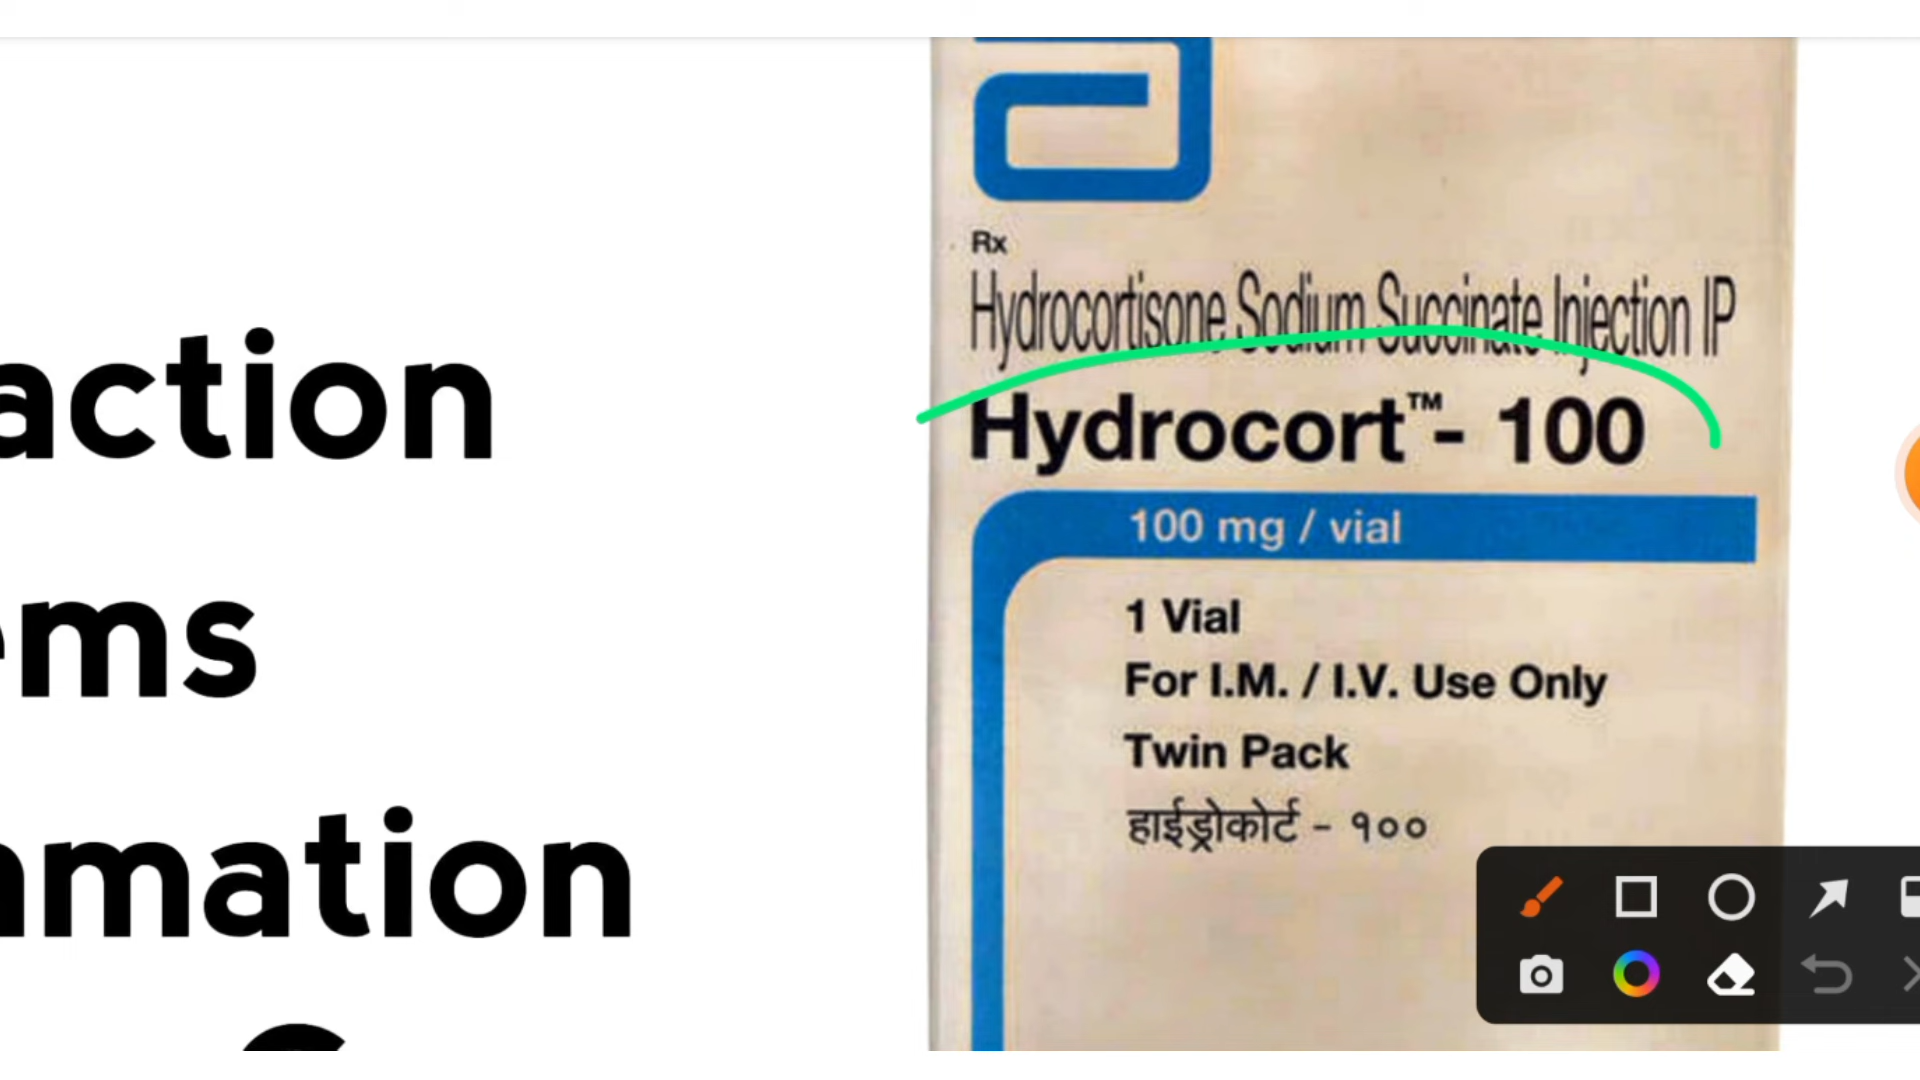 action
ems
mation
Rx
Hydrocortisone Sodium Succinate Injection IP
Hydrocort™- 100
100 mg / vial
1 Vial
For I.M. / I.V. Use Only
Twin Pack
हाईड्रोकोर्ट - १००